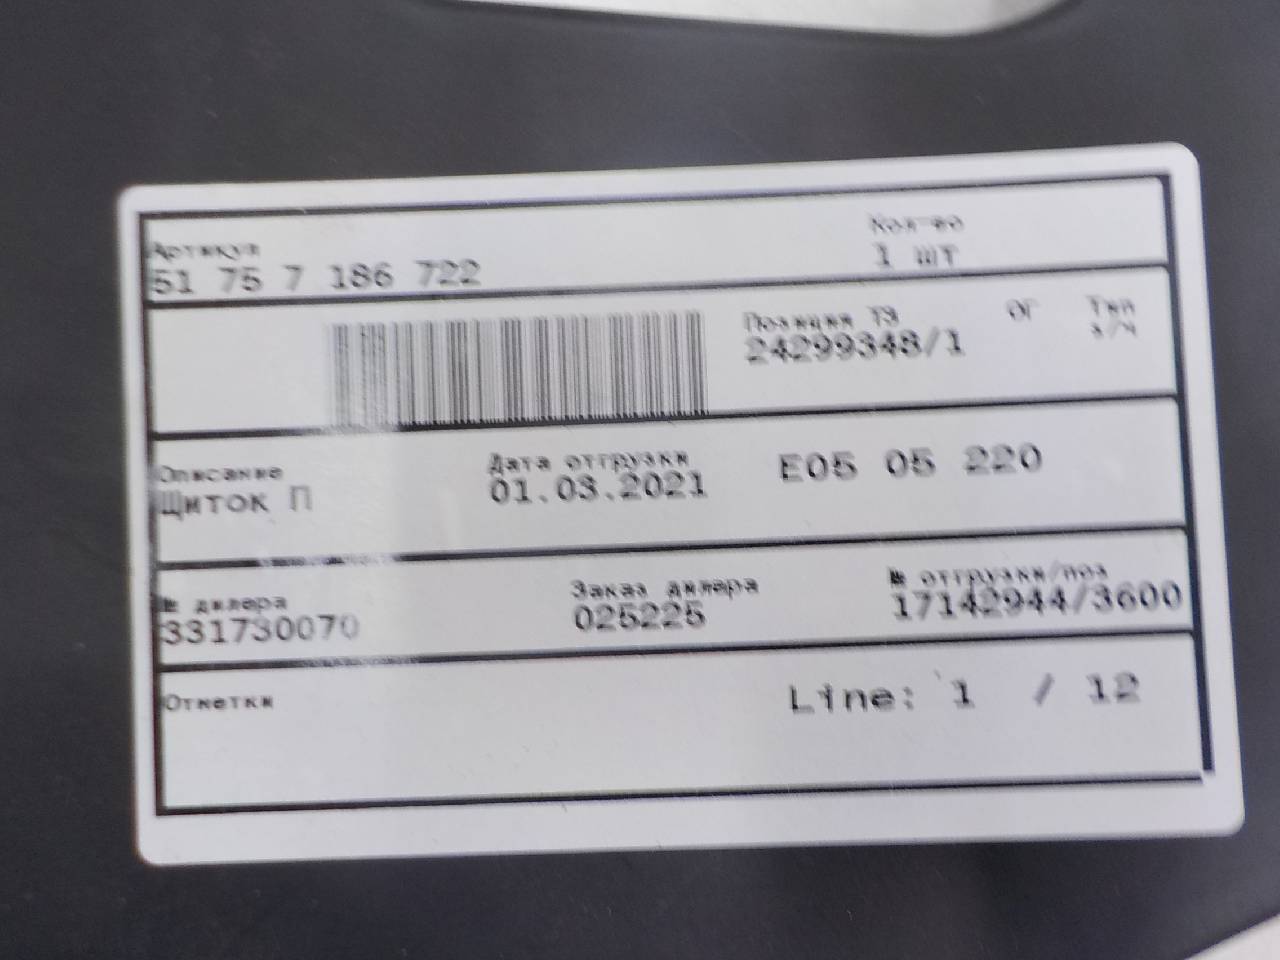 Артикул
51 75 7 186 722
Кол-во
1 шт
Позиция ТЗ
24299348/1
ОГ
Тип
з/ч
Описание
Щиток П
Дата отгрузки
01.03.2021
E05 05 220
№ дилера
331730070
Заказ дилера
025225
№ отгрузки/поз
17142944/3600
Отметки
Line: 1 / 12